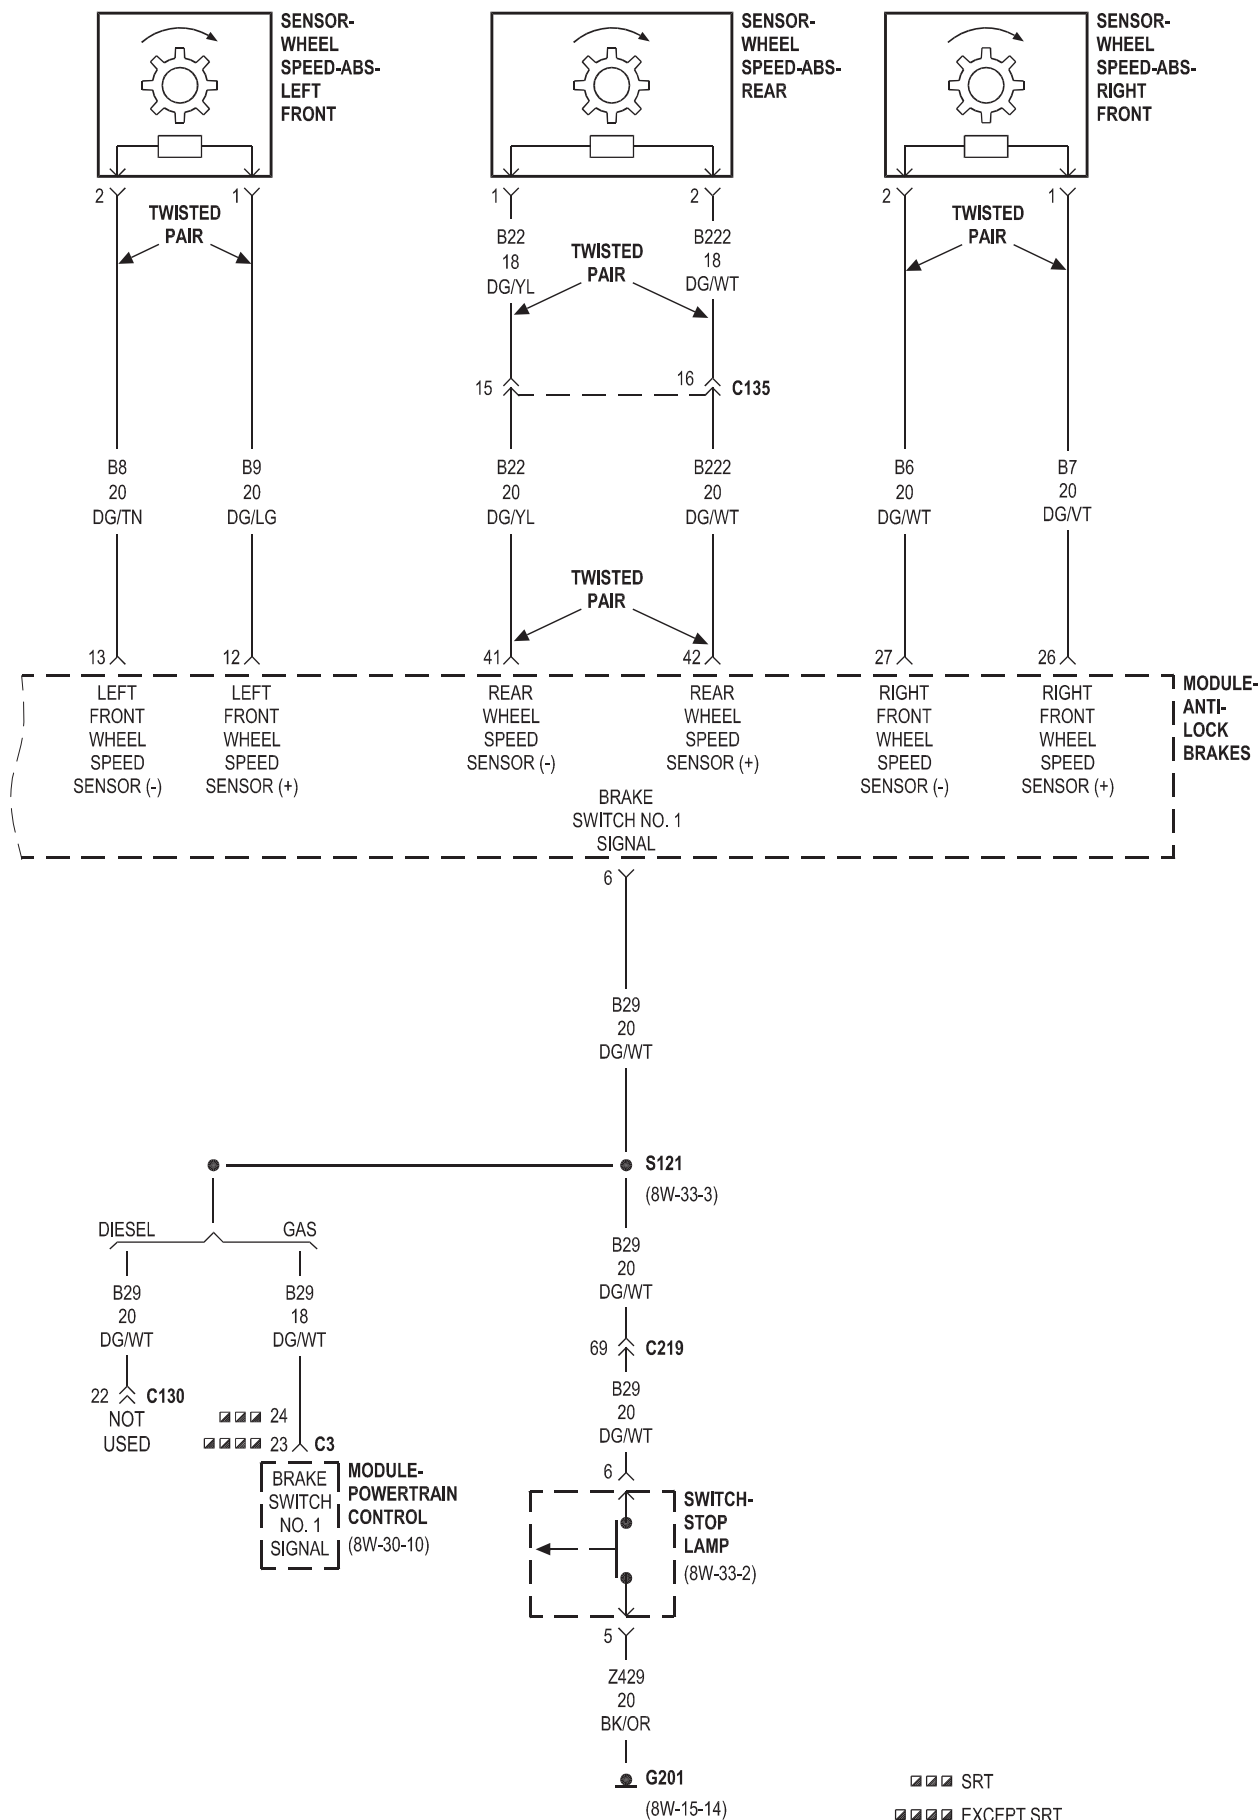 SENSOR-
WHEEL
SPEED-ABS-
LEFT
FRONT
SENSOR-
WHEEL
SPEED-ABS-
REAR
SENSOR-
WHEEL
SPEED-ABS-
RIGHT
FRONT
2
1
1
2
2
1
TWISTED
PAIR
B22
18
DG/YL
TWISTED
PAIR
B222
18
DG/WT
TWISTED
PAIR
15
16
C135
B8
20
DG/TN
B9
20
DG/LG
B22
20
DG/YL
B222
20
DG/WT
B6
20
DG/WT
B7
20
DG/VT
TWISTED
PAIR
13
12
41
42
27
26
LEFT
FRONT
WHEEL
SPEED
SENSOR (-)
LEFT
FRONT
WHEEL
SPEED
SENSOR (+)
REAR
WHEEL
SPEED
SENSOR (-)
REAR
WHEEL
SPEED
SENSOR (+)
RIGHT
FRONT
WHEEL
SPEED
SENSOR (-)
RIGHT
FRONT
WHEEL
SPEED
SENSOR (+)
MODULE-
ANTI-
LOCK
BRAKES
BRAKE
SWITCH NO. 1
SIGNAL
6
B29
20
DG/WT
S121
(8W-33-3)
DIESEL
GAS
B29
20
DG/WT
B29
18
DG/WT
B29
20
DG/WT
69
C219
22
C130
NOT
USED
24
23
C3
B29
20
DG/WT
BRAKE
SWITCH
NO. 1
SIGNAL
MODULE-
POWERTRAIN
CONTROL
(8W-30-10)
6
SWITCH-
STOP
LAMP
(8W-33-2)
5
Z429
20
BK/OR
G201
(8W-15-14)
SRT
EXCEPT SRT